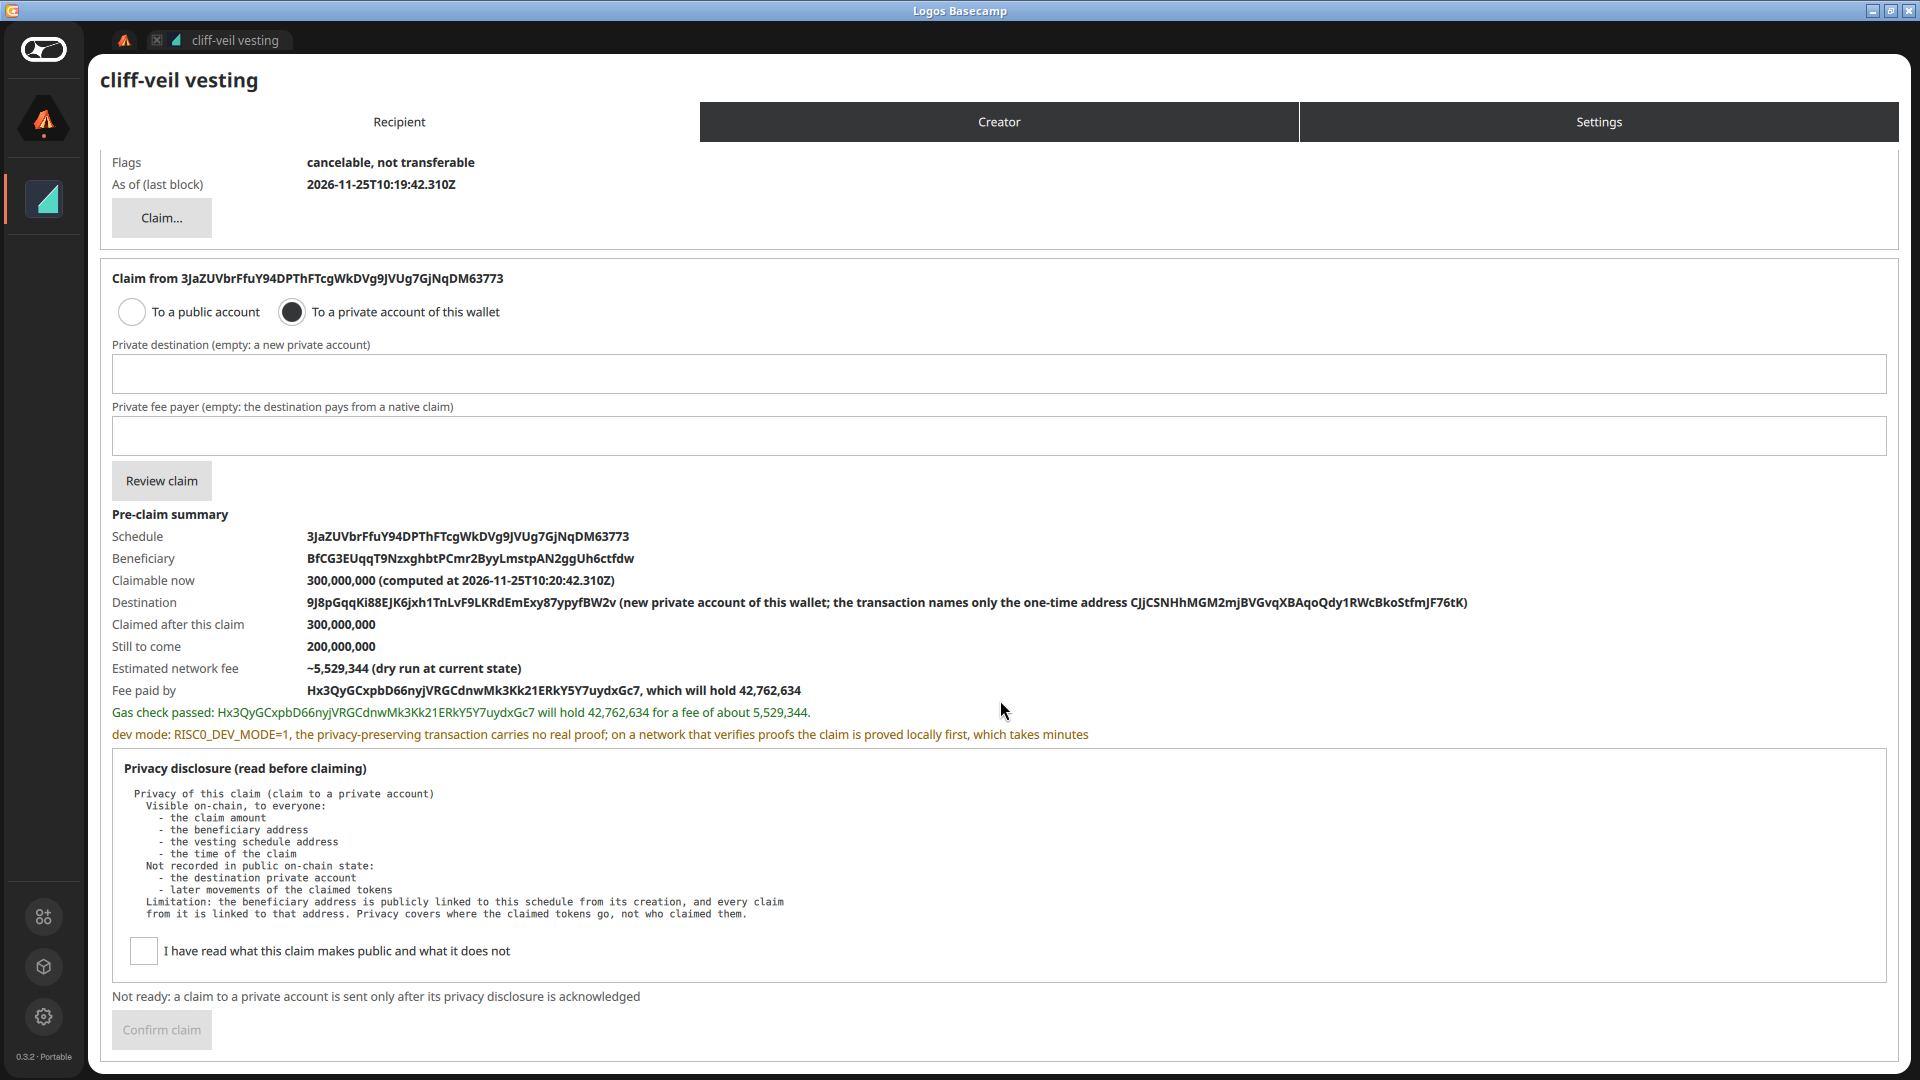 Logos Basecamp
cliff-veil vesting
cliff-veil vesting
Recipient
Creator
Settings
Flags cancelable, not transferable
As of (last block) 2026-11-25T10:19:42.310Z
Claim...
Claim from 3JaZUVbrFfuY94DPThFTcgWkDVg9JVUg7GjNqDM63773
To a public account To a private account of this wallet
Private destination (empty: a new private account)
Private fee payer (empty: the destination pays from a native claim)
Review claim
Pre-claim summary
Schedule 3JaZUVbrFfuY94DPThFTcgWkDVg9JVUg7GjNqDM63773
Beneficiary BfCG3EUqqT9NzxghbtPCmr2ByyLmstpAN2ggUh6ctfdw
Claimable now 300,000,000 (computed at 2026-11-25T10:20:42.310Z)
Destination 9J8pGqqKi88EJK6jxh1TnLvF9LKRdEmExy87ypyfBW2v (new private account of this wallet; the transaction names only the one-time address CJjCSNHhMGM2mjBVGvqXBAqoQdy1RWcBkoStfmJF76tK)
Claimed after this claim 300,000,000
Still to come 200,000,000
Estimated network fee ~5,529,344 (dry run at current state)
Fee paid by Hx3QyGCxpbD66nyjVRGCdnwMk3Kk21ERkY5Y7uydxGc7, which will hold 42,762,634
Gas check passed: Hx3QyGCxpbD66nyjVRGCdnwMk3Kk21ERkY5Y7uydxGc7 will hold 42,762,634 for a fee of about 5,529,344.
dev mode: RISC0_DEV_MODE=1, the privacy-preserving transaction carries no real proof; on a network that verifies proofs the claim is proved locally first, which takes minutes
Privacy disclosure (read before claiming)
Privacy of this claim (claim to a private account)
Visible on-chain, to everyone:
- the claim amount
- the beneficiary address
- the vesting schedule address
- the time of the claim
Not recorded in public on-chain state:
- the destination private account
- later movements of the claimed tokens
Limitation: the beneficiary address is publicly linked to this schedule from its creation, and every claim
from it is linked to that address. Privacy covers where the claimed tokens go, not who claimed them.
I have read what this claim makes public and what it does not
Not ready: a claim to a private account is sent only after its privacy disclosure is acknowledged
Confirm claim
0.3.2 · Portable